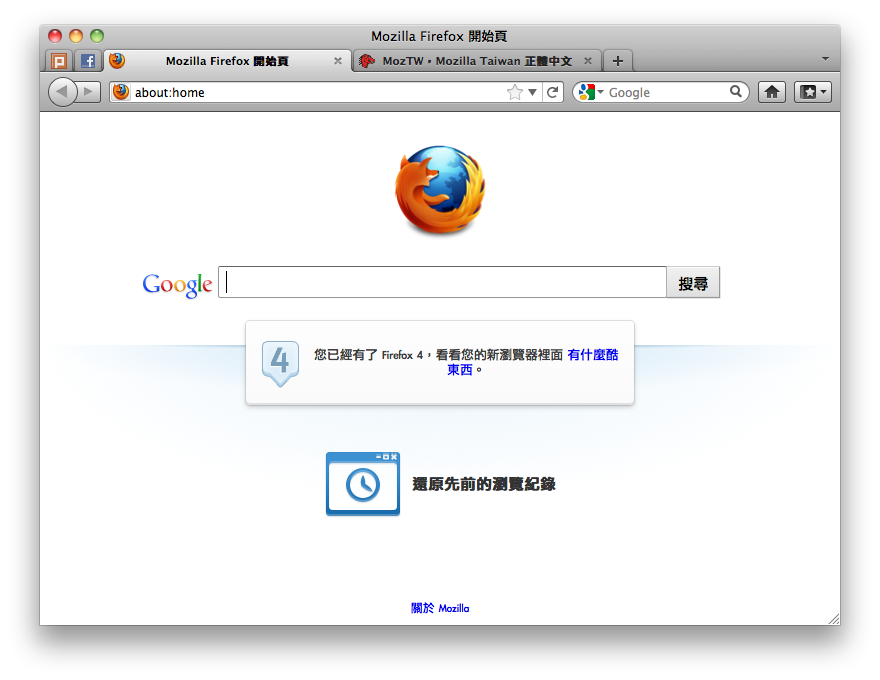 Mozilla Firefox 開始頁
Mozilla Firefox 開始頁
MozTW • Mozilla Taiwan 正體中文
about:home
Google
Google
搜尋
4
您已經有了 Firefox 4，看看您的新瀏覽器裡面 有什麼酷
東西。
還原先前的瀏覽紀錄
關於 Mozilla